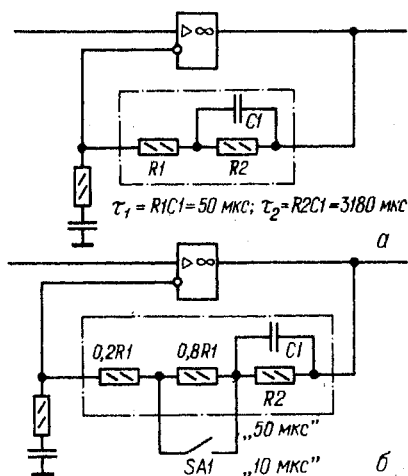 ▷ ∞
C1
R1
R2
τ₁ = R1C1 = 50 мкс; τ₂ = R2C1 = 3180 мкс
а
▷ ∞
0,2R1
0,8R1
C1
R2
„50 мкс"
SA1
„10 мкс"
б